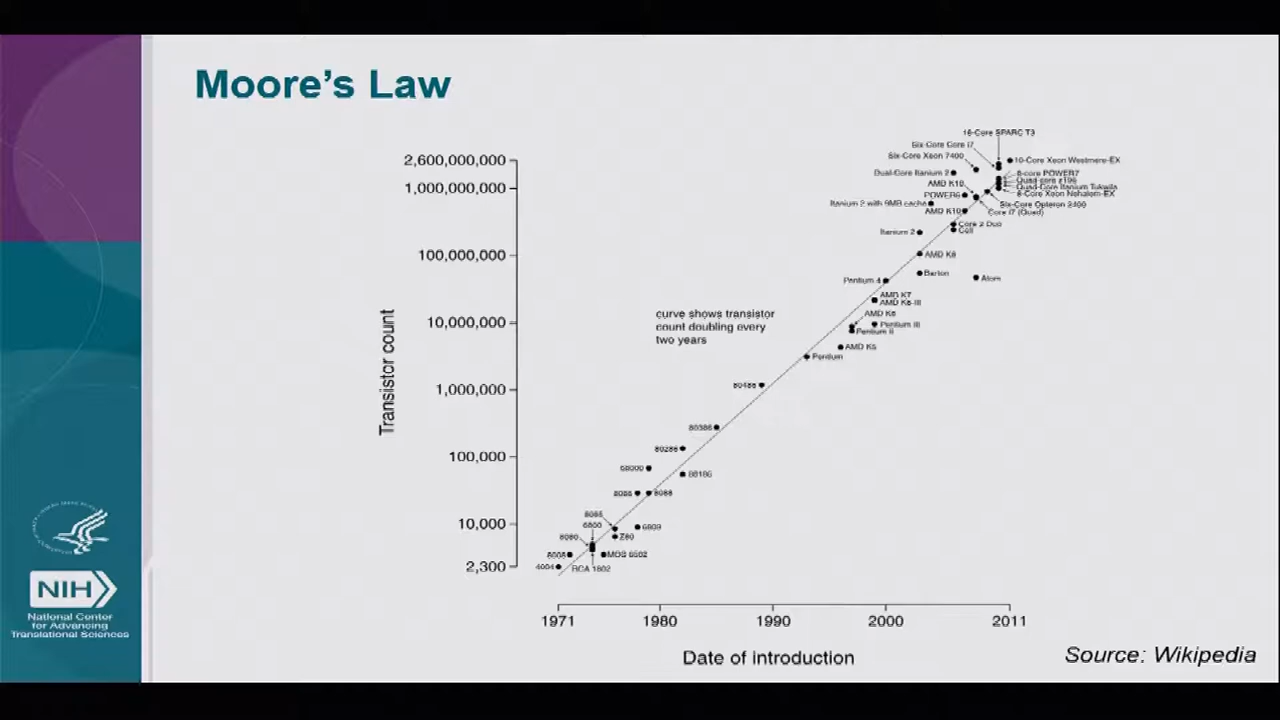 Moore's Law
16-Core SPARC T3
Six-Core Core i7
Six-Core Xeon 7400
10-Core Xeon Westmere-EX
Dual-Core Itanium 2
8-core POWER7
Quad-core z196
Quad-Core Itanium Tukwila
8-Core Xeon Nehalem-EX
AMD K10
POWER6
Itanium 2 with 9MB cache
Six-Core Opteron 2400
AMD K10
Core i7 (Quad)
Core 2 Duo
Cell
Itanium 2
AMD K8
Barton
Atom
Pentium 4
AMD K7
AMD K6-III
AMD K6
Pentium III
Pentium II
AMD K5
Pentium
80486
80386
80286
80186
68000
8086
8088
8085
6800
6809
8080
Z80
8008
MOS 6502
4004
RCA 1802
curve shows transistor
count doubling every
two years
2,600,000,000
1,000,000,000
100,000,000
10,000,000
1,000,000
100,000
10,000
2,300
Transistor count
1971
1980
1990
2000
2011
Date of introduction
Source: Wikipedia
NIH
National Center
for Advancing
Translational Sciences